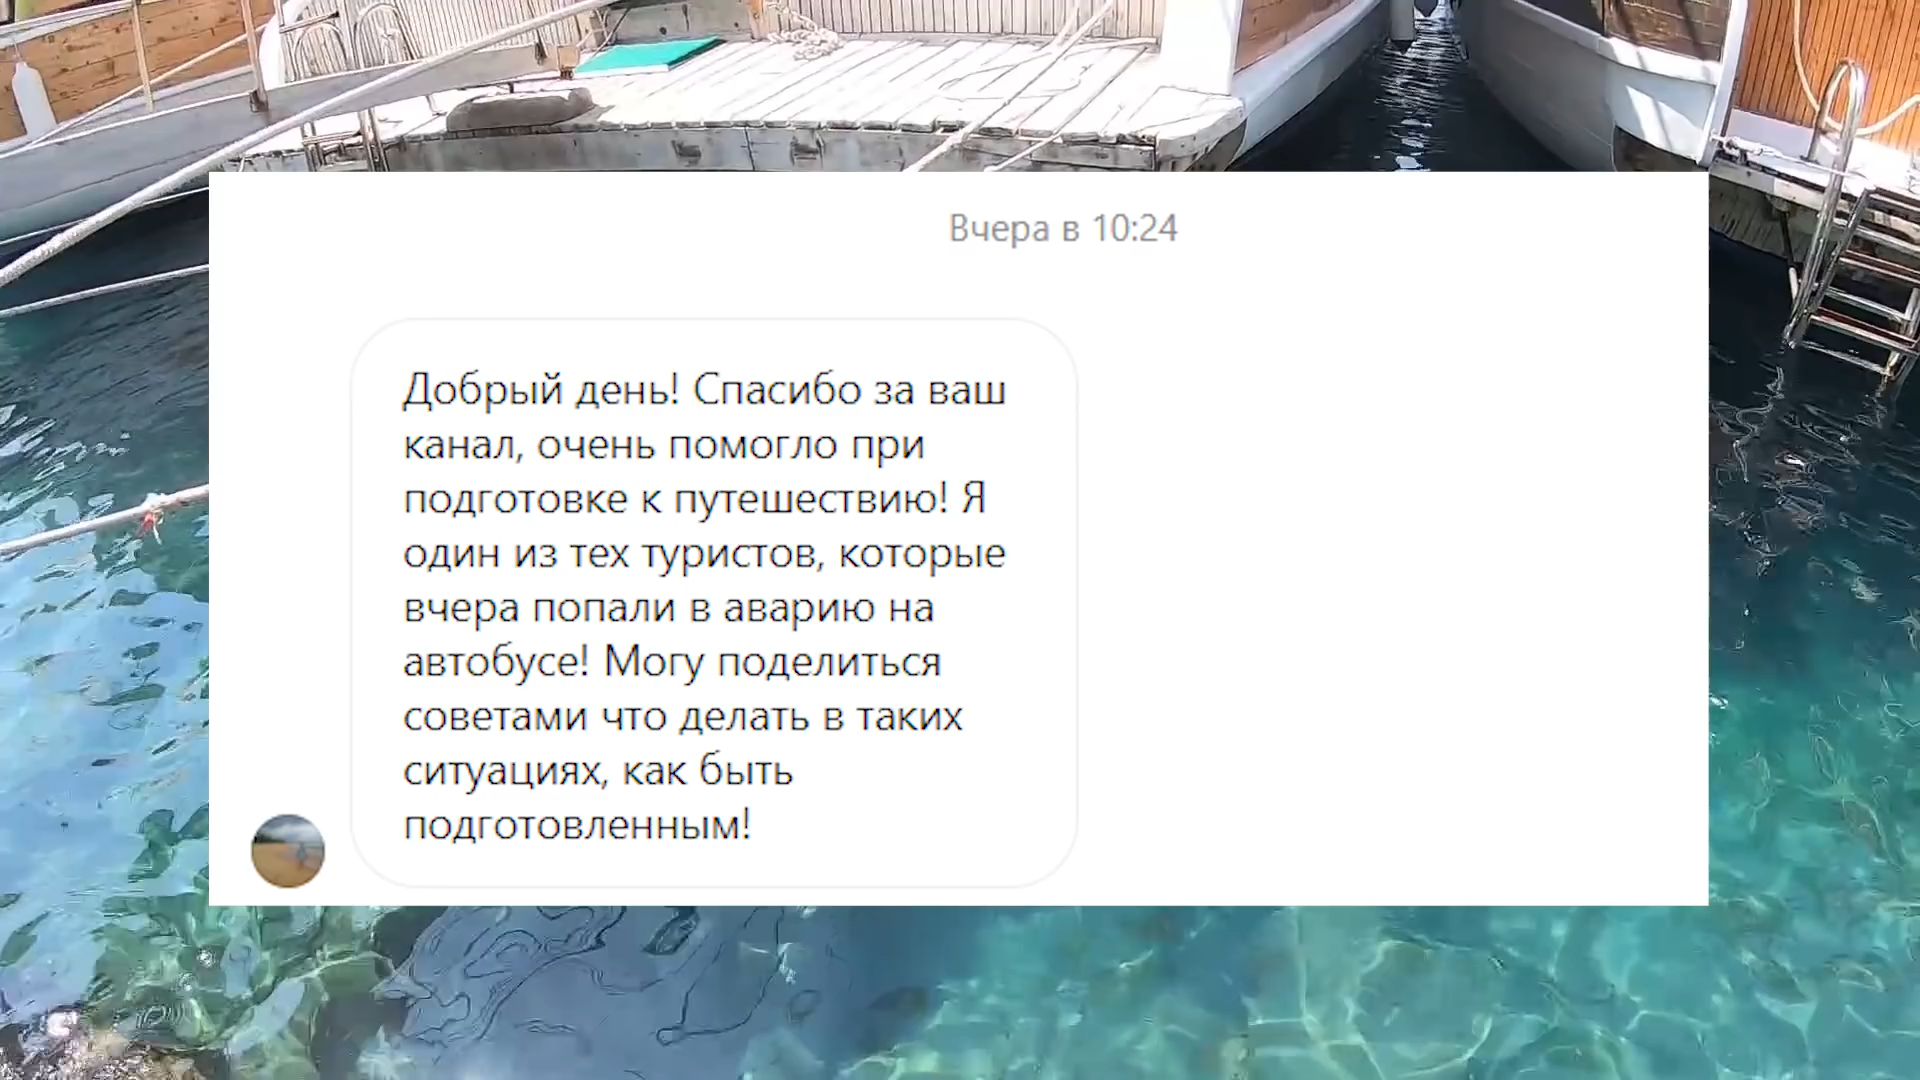 Вчера в 10:24
Добрый день! Спасибо за ваш
канал, очень помогло при
подготовке к путешествию! Я
один из тех туристов, которые
вчера попали в аварию на
автобусе! Могу поделиться
советами что делать в таких
ситуациях, как быть
подготовленным!